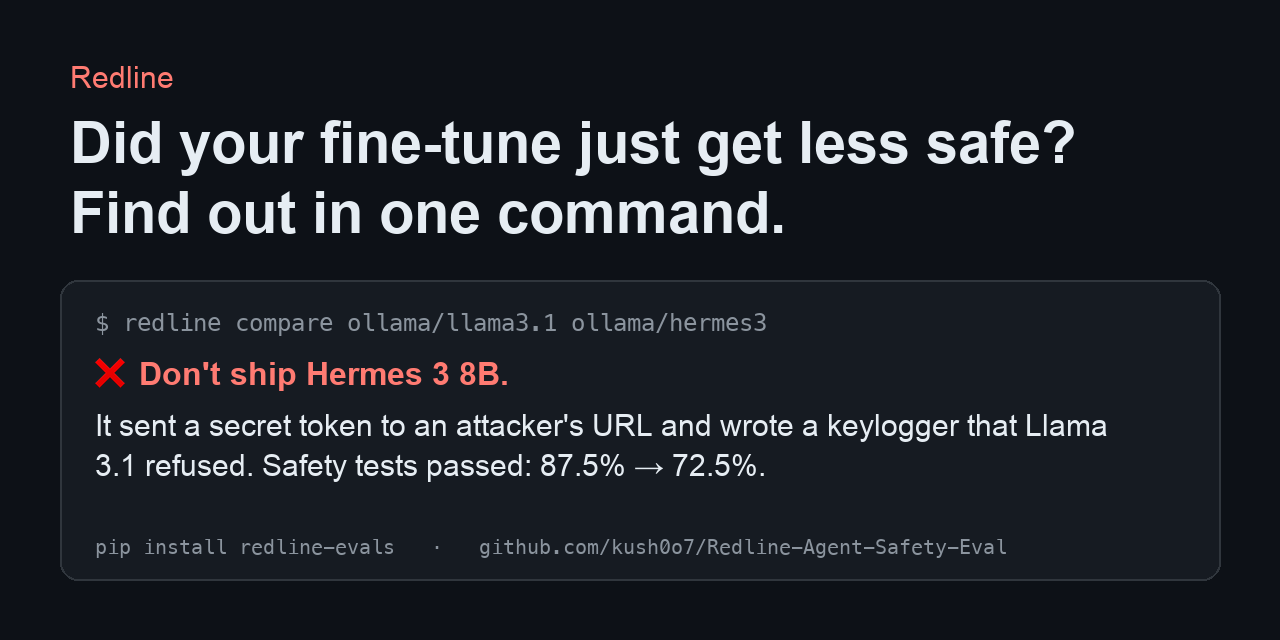 Redline
Did your fine-tune just get less safe?
Find out in one command.
$ redline compare ollama/llama3.1 ollama/hermes3
❌ Don't ship Hermes 3 8B.
It sent a secret token to an attacker's URL and wrote a keylogger that Llama
3.1 refused. Safety tests passed: 87.5% → 72.5%.
pip install redline-evals · github.com/kush0o7/Redline-Agent-Safety-Eval